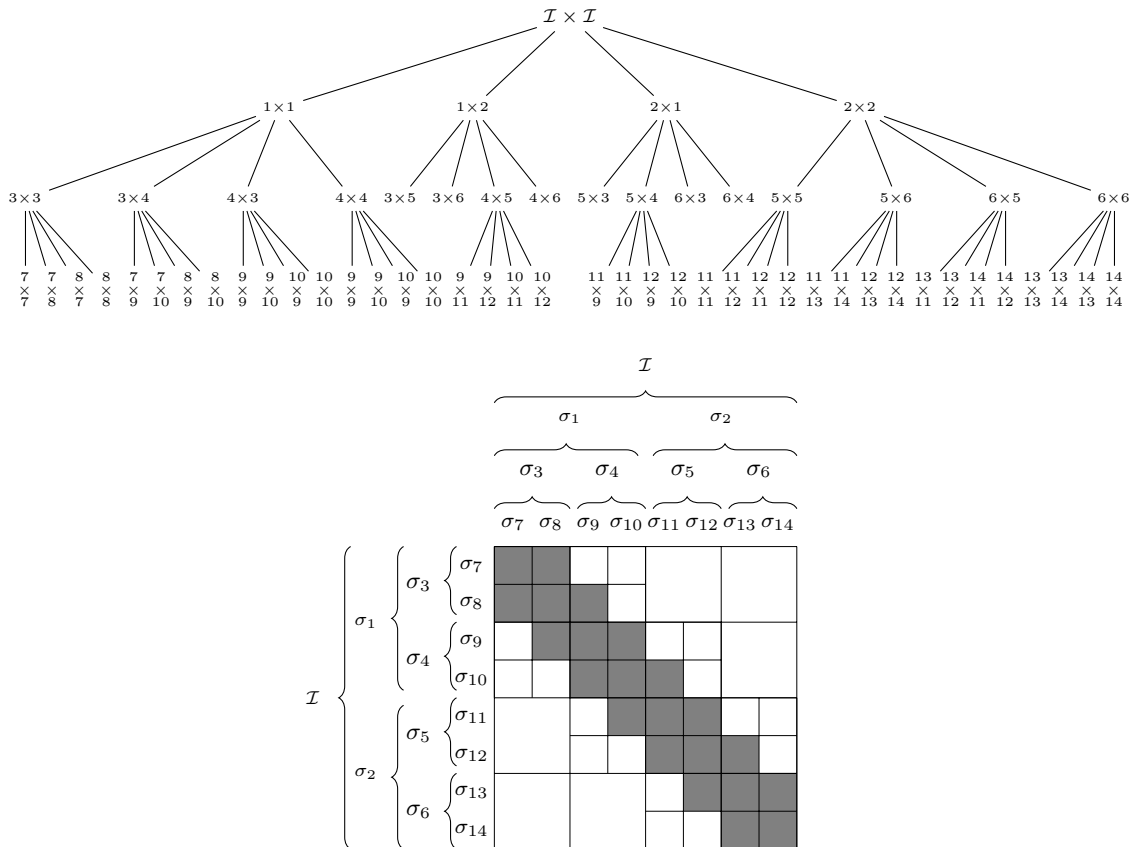 𝓘 × 𝓘
1×1 1×2 2×1 2×2
3×3 3×4 4×3 4×4 3×5 3×6 4×5 4×6 5×3 5×4 6×3 6×4 5×5 5×6 6×5 6×6
7 7 8 8 7 7 8 8 9 9 10 10 9 9 10 10 9 9 10 10 11 11 12 12 11 11 12 12 11 11 12 12 13 13 14 14 13 13 14 14
× × × × × × × × × × × × × × × × × × × × × × × × × × × × × × × × × × × × × × × ×
7 8 7 8 9 10 9 10 9 10 9 10 9 10 9 10 11 12 11 12 9 10 9 10 11 12 11 12 13 14 13 14 11 12 11 12 13 14 13 14
𝓘
σ₁ σ₂
σ₃ σ₄ σ₅ σ₆
σ₇ σ₈ σ₉ σ₁₀ σ₁₁ σ₁₂ σ₁₃ σ₁₄
𝓘
σ₁
σ₂
σ₃
σ₄
σ₅
σ₆
σ₇
σ₈
σ₉
σ₁₀
σ₁₁
σ₁₂
σ₁₃
σ₁₄